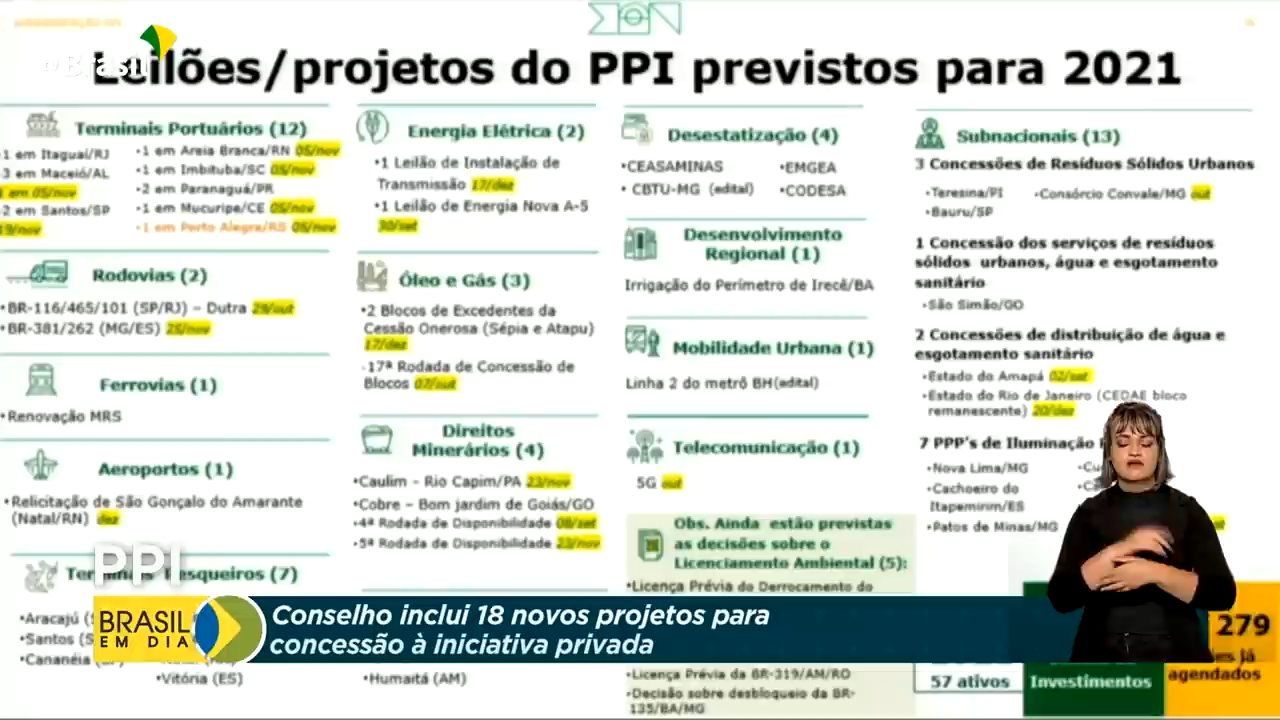 Brasil
Leilões/projetos do PPI previstos para 2021
Terminais Portuários (12)
1 em Itaguaí/RJ
3 em Maceió/AL
em 05/nov
2 em Santos/SP
19/nov
•1 em Areia Branca/RN 05/nov
•1 em Imbituba/SC 05/nov
•2 em Paranaguá/PR
•1 em Mucuripe/CE 05/nov
•1 em Porto Alegre/RS 05/nov
Rodovias (2)
•BR-116/465/101 (SP/RJ) – Dutra 29/out
•BR-381/262 (MG/ES) 25/nov
Ferrovias (1)
•Renovação MRS
Aeroportos (1)
•Relicitação de São Gonçalo do Amarante
(Natal/RN) dez
Pesqueiros (7)
•Aracajú
•Santos
•Cananéia
•Vitória (ES)
Energia Elétrica (2)
•1 Leilão de Instalação de
Transmissão 17/dez
•1 Leilão de Energia Nova A-5
30/set
Óleo e Gás (3)
•2 Blocos de Excedentes da
Cessão Onerosa (Sépia e Atapu)
17/dez
-17ª Rodada de Concessão de
Blocos 07/out
Direitos
Minerários (4)
•Caulim - Rio Capim/PA 23/nov
•Cobre – Bom jardim de Goiás/GO
•4ª Rodada de Disponibilidade 08/set
•5ª Rodada de Disponibilidade 23/nov
•Humaitá (AM)
Desestatização (4)
•CEASAMINAS
•EMGEA
• CBTU-MG (edital)
•CODESA
Desenvolvimento
Regional (1)
Irrigação do Perímetro de Irecê/BA
Mobilidade Urbana (1)
Linha 2 do metrô BH(edital)
Telecomunicação (1)
5G out
Obs. Ainda estão previstas
as decisões sobre o
Licenciamento Ambiental (5):
•Licença Prévia do Derrocamento do
•Licença Prévia da BR-319/AM/RO
•Decisão sobre desbloqueio da BR-
135/BA/MG
Subnacionais (13)
3 Concessões de Resíduos Sólidos Urbanos
•Teresina/PI
•Consórcio Convale/MG out
•Bauru/SP
1 Concessão dos serviços de resíduos
sólidos urbanos, água e esgotamento
sanitário
•São Simão/GO
2 Concessões de distribuição de água e
esgotamento sanitário
•Estado do Amapá 02/set
•Estado do Rio de Janeiro (CEDAE bloco
remanescente) 20/dez
7 PPP's de Iluminação
•Nova Lima/MG
•Cachoeiro do
Itapemirim/ES
•Patos de Minas/MG
57 ativos
Investimentos
279
já
agendados
PPI
BRASIL
EM DIA
Conselho inclui 18 novos projetos para
concessão à iniciativa privada